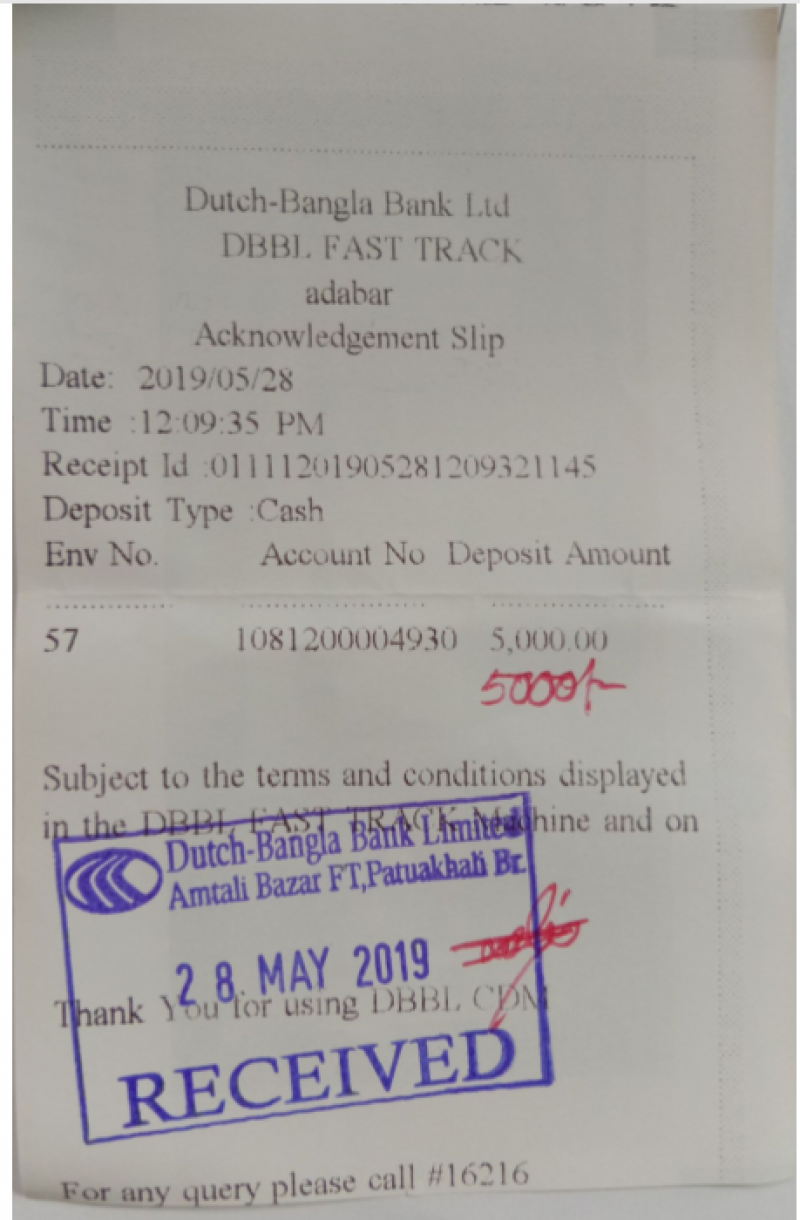 Dutch-Bangla Bank Ltd
DBBL FAST TRACK
adabar
Acknowledgement Slip
Date: 2019/05/28
Time :12:09:35 PM
Receipt Id :01111201905281209321145
Deposit Type :Cash
Env No. Account No Deposit Amount
57 1081200004930 5,000.00
5000/-
Subject to the terms and conditions displayed
in the DBBL FAST TRACK Machine and on
Dutch-Bangla Bank Limited
Amtali Bazar FT,Patuakhali Br.
28 MAY 2019
Thank You for using DBBL CDM
RECEIVED
For any query please call #16216